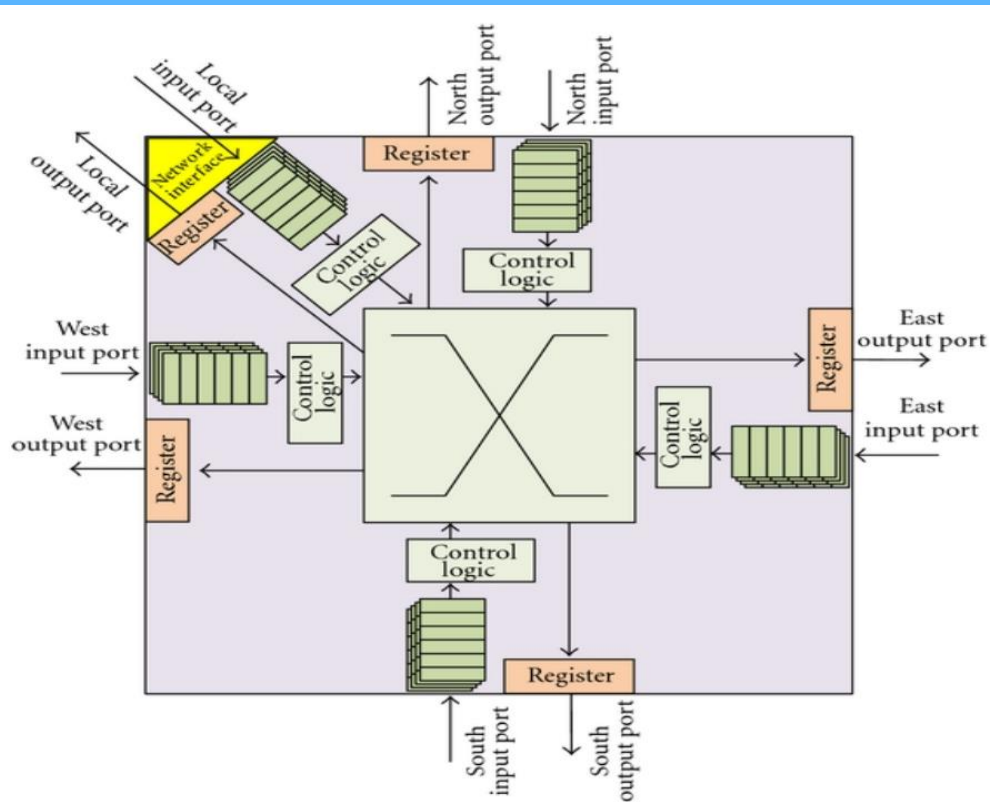 Local
input port
North
output port
North
input port
Network
interface
Local
output port
Register
Register
Control
logic
Control
logic
West
input port
Control
logic
East
output port
Register
West
output port
Register
Control
logic
East
input port
Control
logic
Register
South
input port
South
output port